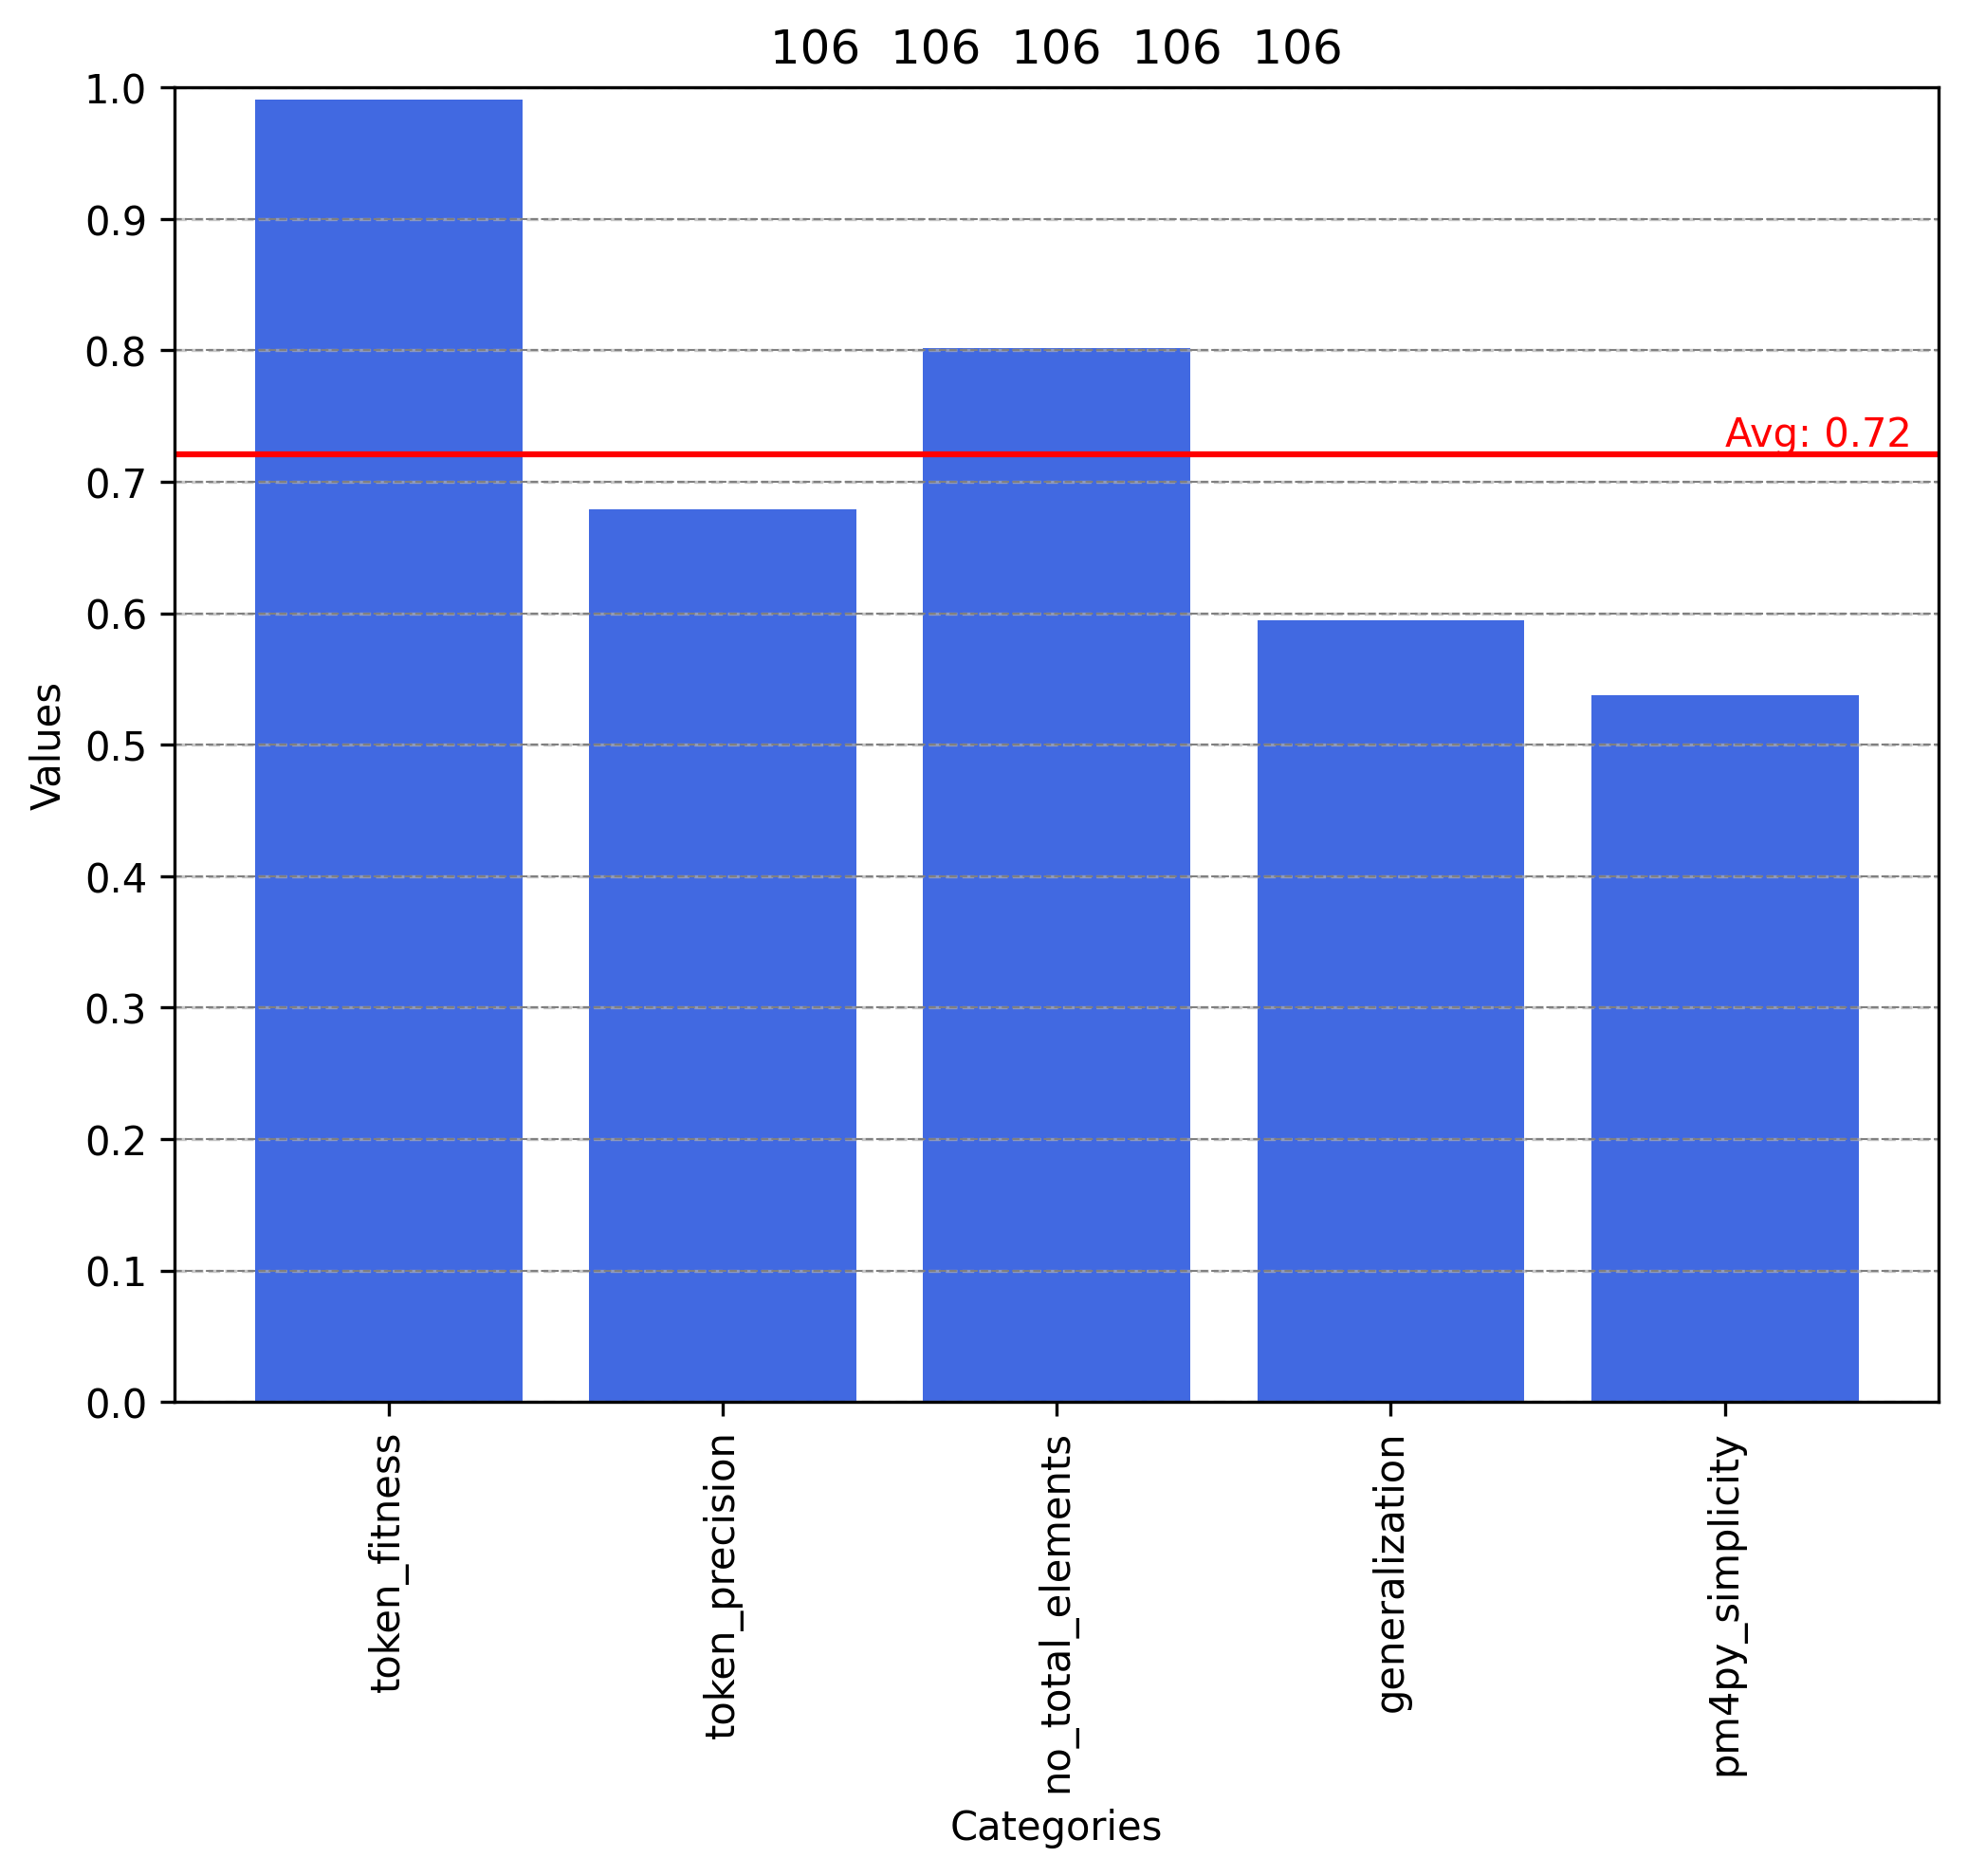 106 106 106 106 106
1.0
0.9
0.8
Avg: 0.72
0.7
0.6
0.5
0.4
0.3
0.2
0.1
0.0
Values
token_fitness
token_precision
no_total_elements
generalization
pm4py_simplicity
Categories